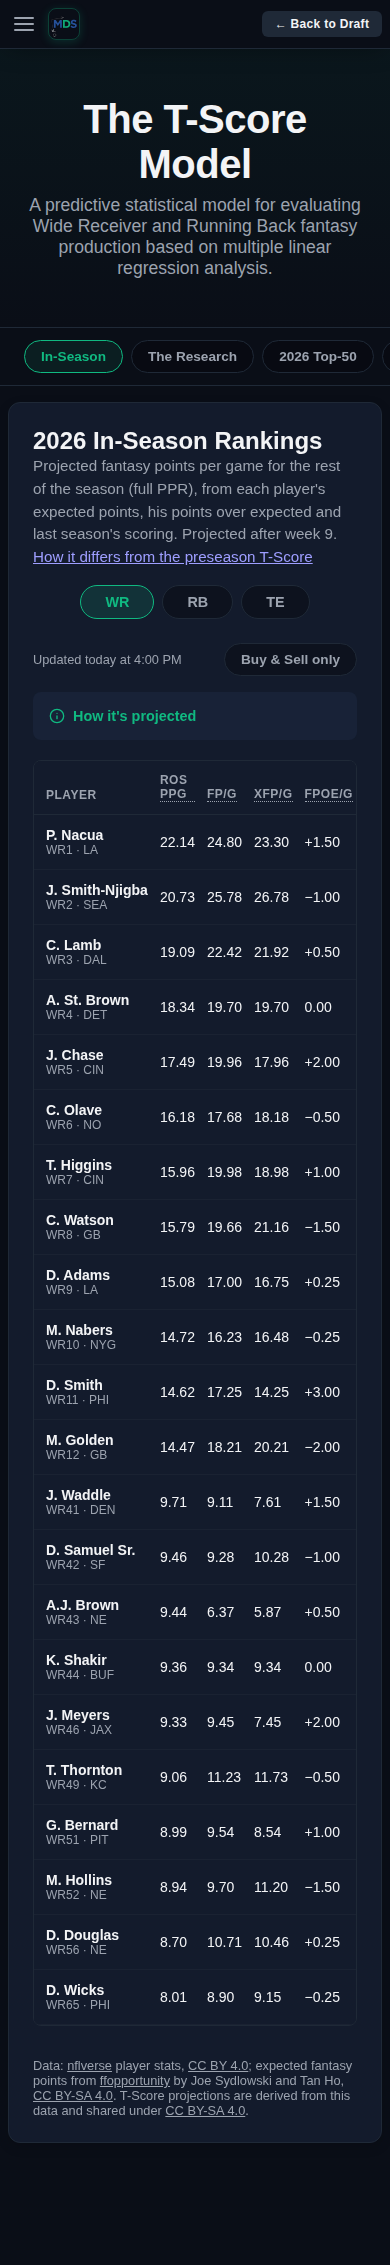 MDS
← Back to Draft
The T-Score
Model
A predictive statistical model for evaluating
Wide Receiver and Running Back fantasy
production based on multiple linear
regression analysis.
In-Season
The Research
2026 Top-50
2026 In-Season Rankings
Projected fantasy points per game for the rest
of the season (full PPR), from each player's
expected points, his points over expected and
last season's scoring. Projected after week 9.
How it differs from the preseason T-Score
WR RB TE
Updated today at 4:00 PM
Buy & Sell only
How it's projected
PLAYER ROS PPG FP/G XFP/G FPOE/G
P. Nacua 22.14 24.80 23.30 +1.50
WR1 · LA
J. Smith-Njigba 20.73 25.78 26.78 −1.00
WR2 · SEA
C. Lamb 19.09 22.42 21.92 +0.50
WR3 · DAL
A. St. Brown 18.34 19.70 19.70 0.00
WR4 · DET
J. Chase 17.49 19.96 17.96 +2.00
WR5 · CIN
C. Olave 16.18 17.68 18.18 −0.50
WR6 · NO
T. Higgins 15.96 19.98 18.98 +1.00
WR7 · CIN
C. Watson 15.79 19.66 21.16 −1.50
WR8 · GB
D. Adams 15.08 17.00 16.75 +0.25
WR9 · LA
M. Nabers 14.72 16.23 16.48 −0.25
WR10 · NYG
D. Smith 14.62 17.25 14.25 +3.00
WR11 · PHI
M. Golden 14.47 18.21 20.21 −2.00
WR12 · GB
J. Waddle 9.71 9.11 7.61 +1.50
WR41 · DEN
D. Samuel Sr. 9.46 9.28 10.28 −1.00
WR42 · SF
A.J. Brown 9.44 6.37 5.87 +0.50
WR43 · NE
K. Shakir 9.36 9.34 9.34 0.00
WR44 · BUF
J. Meyers 9.33 9.45 7.45 +2.00
WR46 · JAX
T. Thornton 9.06 11.23 11.73 −0.50
WR49 · KC
G. Bernard 8.99 9.54 8.54 +1.00
WR51 · PIT
M. Hollins 8.94 9.70 11.20 −1.50
WR52 · NE
D. Douglas 8.70 10.71 10.46 +0.25
WR56 · NE
D. Wicks 8.01 8.90 9.15 −0.25
WR65 · PHI
Data: nflverse player stats, CC BY 4.0; expected fantasy
points from ffopportunity by Joe Sydlowski and Tan Ho,
CC BY-SA 4.0. T-Score projections are derived from this
data and shared under CC BY-SA 4.0.